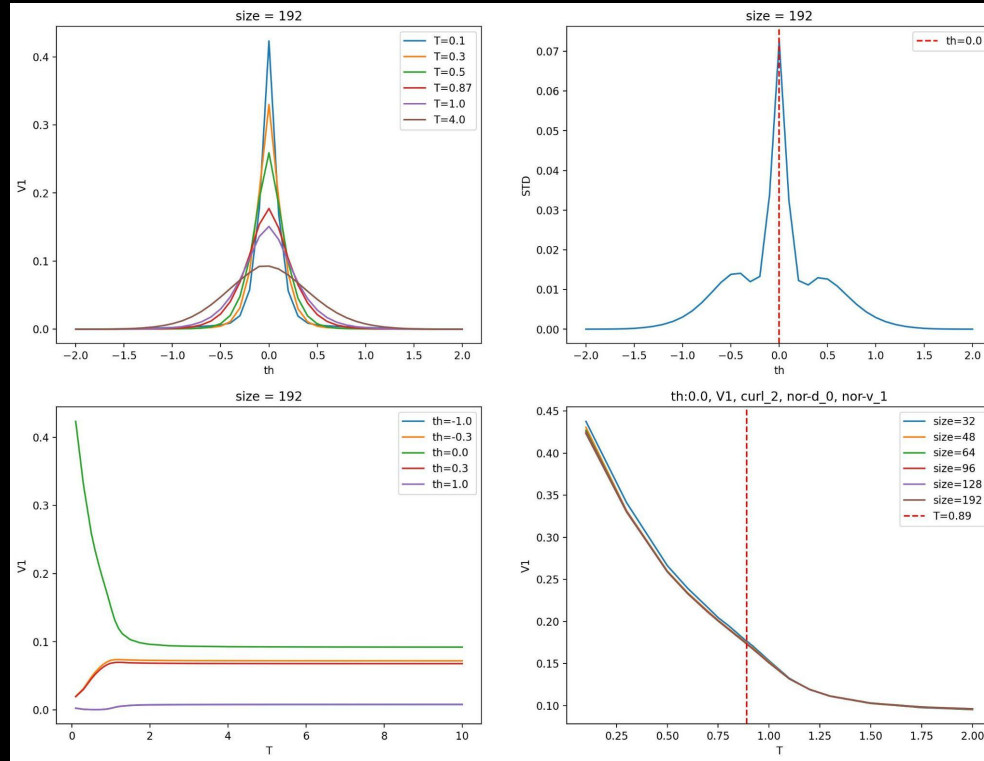 size = 192
V1
0.4
0.3
0.2
0.1
0.0
T=0.1
T=0.3
T=0.5
T=0.87
T=1.0
T=4.0
−2.0 −1.5 −1.0 −0.5 0.0 0.5 1.0 1.5 2.0
th
size = 192
STD
0.07
0.06
0.05
0.04
0.03
0.02
0.01
0.00
th=0.0
−2.0 −1.5 −1.0 −0.5 0.0 0.5 1.0 1.5 2.0
th
size = 192
V1
0.4
0.3
0.2
0.1
0.0
th=-1.0
th=-0.3
th=0.0
th=0.3
th=1.0
0 2 4 6 8 10
T
th:0.0, V1, curl_2, nor-d_0, nor-v_1
V1
0.45
0.40
0.35
0.30
0.25
0.20
0.15
0.10
size=32
size=48
size=64
size=96
size=128
size=192
T=0.89
0.25 0.50 0.75 1.00 1.25 1.50 1.75 2.00
T